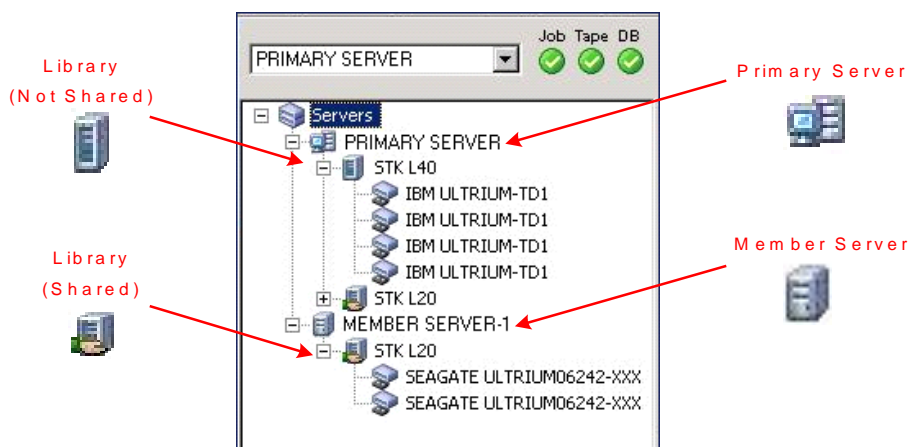 Job Tape DB
PRIMARY SERVER
Library
(Not Shared)
Primary Server
Servers
PRIMARY SERVER
STK L40
IBM ULTRIUM-TD1
IBM ULTRIUM-TD1
IBM ULTRIUM-TD1
IBM ULTRIUM-TD1
Library
(Shared)
Member Server
STK L20
MEMBER SERVER-1
STK L20
SEAGATE ULTRIUM06242-XXX
SEAGATE ULTRIUM06242-XXX